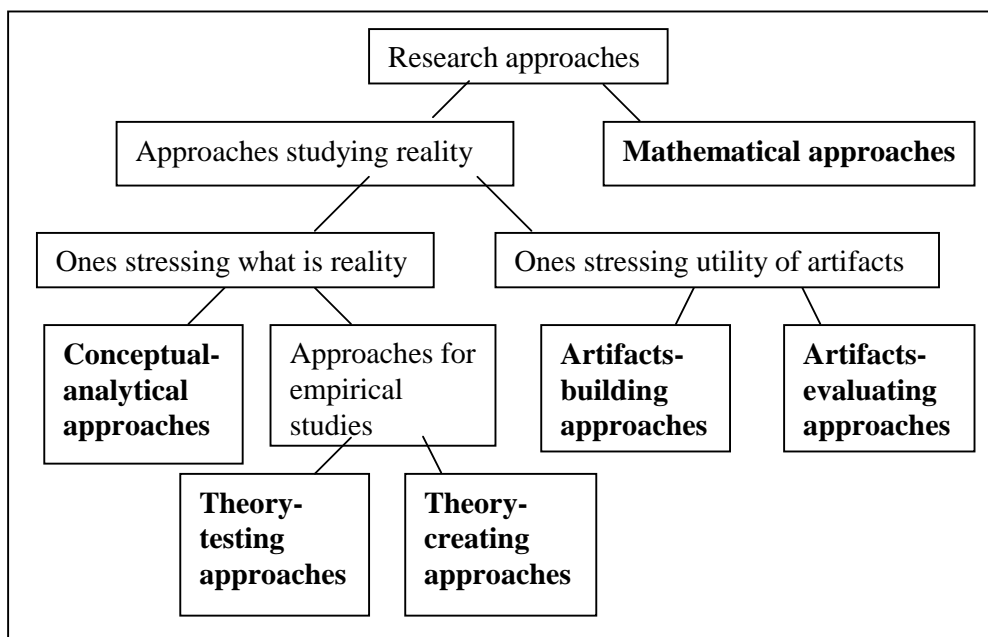 Research approaches
Approaches studying reality
Mathematical approaches
Ones stressing what is reality
Ones stressing utility of artifacts
Conceptual-
analytical
approaches
Approaches for
empirical
studies
Artifacts-
building
approaches
Artifacts-
evaluating
approaches
Theory-
testing
approaches
Theory-
creating
approaches